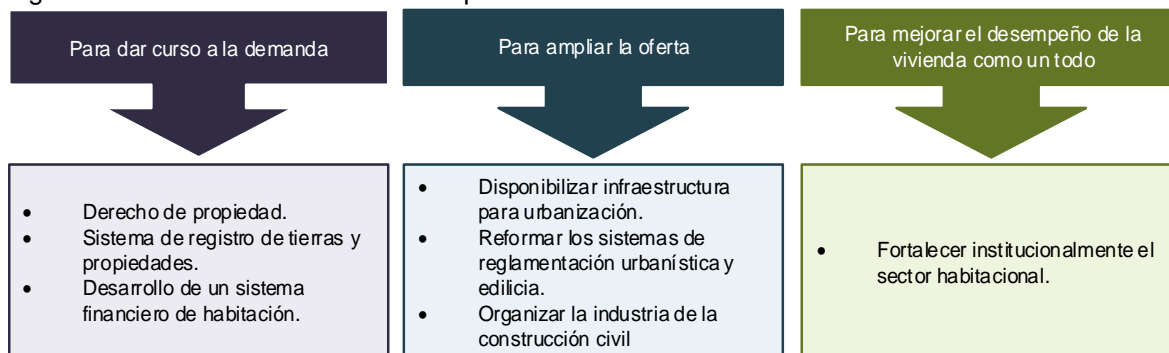 Para dar curso a la demanda
Para ampliar la oferta
Para mejorar el desempeño de la
vivienda como un todo
• Derecho de propiedad.
• Sistema de registro de tierras y
propiedades.
• Desarrollo de un sistema
financiero de habitación.
• Disponibilizar infraestructura
para urbanización.
• Reformar los sistemas de
reglamentación urbanística y
edilicia.
• Organizar la industria de la
construcción civil
• Fortalecer institucionalmente el
sector habitacional.